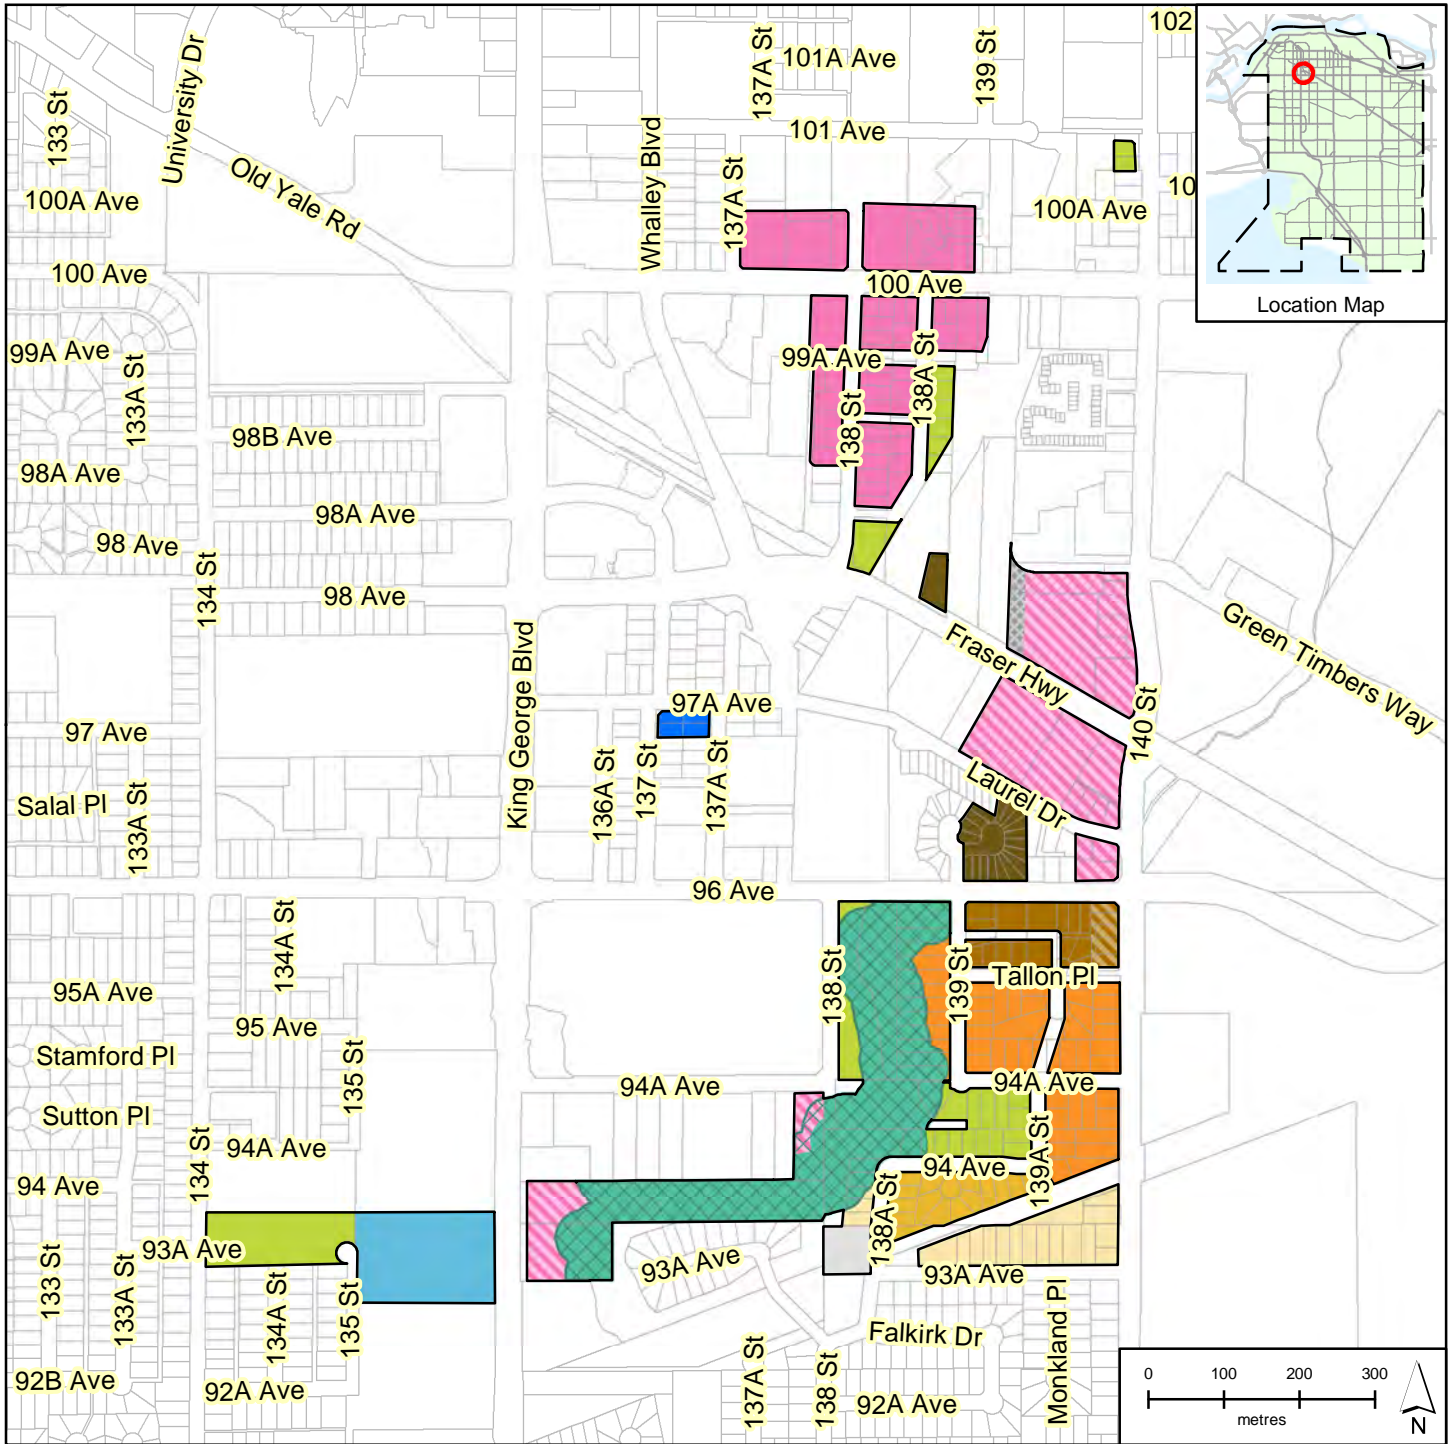 102
University Dr
137A St
101A Ave
139 St
133 St
101 Ave
Whalley Blvd
Old Yale Rd
137A St
10
100A Ave
100A Ave
100 Ave
100 Ave
Location Map
99A Ave
133A St
99A Ave
138A St
98B Ave
138 St
98A Ave
98A Ave
98 Ave
134 St
98 Ave
Green Timbers Way
Fraser Hwy
King George Blvd
97A Ave
140 St
97 Ave
136A St
137 St
137A St
Salal Pl
133A St
Laurel Dr
96 Ave
134A St
138 St
139 St
Tallon Pl
95A Ave
95 Ave
Stamford Pl
135 St
94A Ave
94A Ave
Sutton Pl
94A Ave
139A St
134 St
94 Ave
94 Ave
138A St
93A Ave
93A Ave
93A Ave
133 St
133A St
134A St
135 St
Monkland Pl
Falkirk Dr
92B Ave
92A Ave
137A St
138 St
92A Ave
0 100 200 300
metres
N